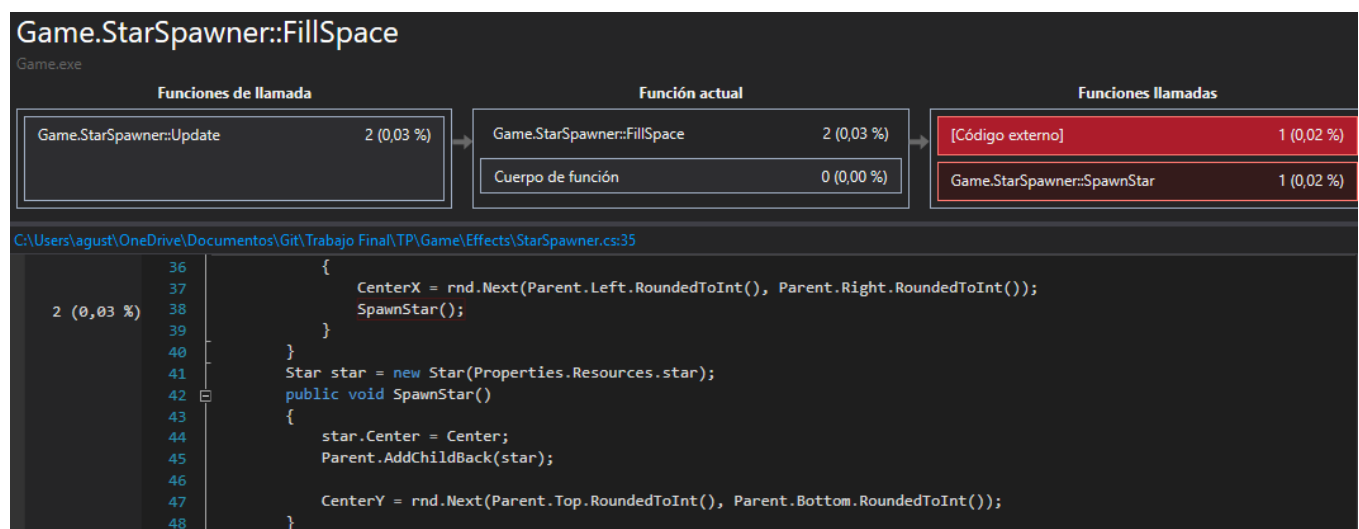 Game.StarSpawner::FillSpace
Game.exe
Funciones de llamada
Función actual
Funciones llamadas
Game.StarSpawner::Update 2 (0,03 %)
Game.StarSpawner::FillSpace 2 (0,03 %)
Cuerpo de función 0 (0,00 %)
[Código externo] 1 (0,02 %)
Game.StarSpawner::SpawnStar 1 (0,02 %)
C:\Users\agust\OneDrive\Documentos\Git\Trabajo Final\TP\Game\Effects\StarSpawner.cs:35
36 {
37 CenterX = rnd.Next(Parent.Left.RoundedToInt(), Parent.Right.RoundedToInt());
2 (0,03 %) 38 SpawnStar();
39 }
40 }
41 Star star = new Star(Properties.Resources.star);
42 public void SpawnStar()
43 {
44 star.Center = Center;
45 Parent.AddChildBack(star);
46
47 CenterY = rnd.Next(Parent.Top.RoundedToInt(), Parent.Bottom.RoundedToInt());
48 }